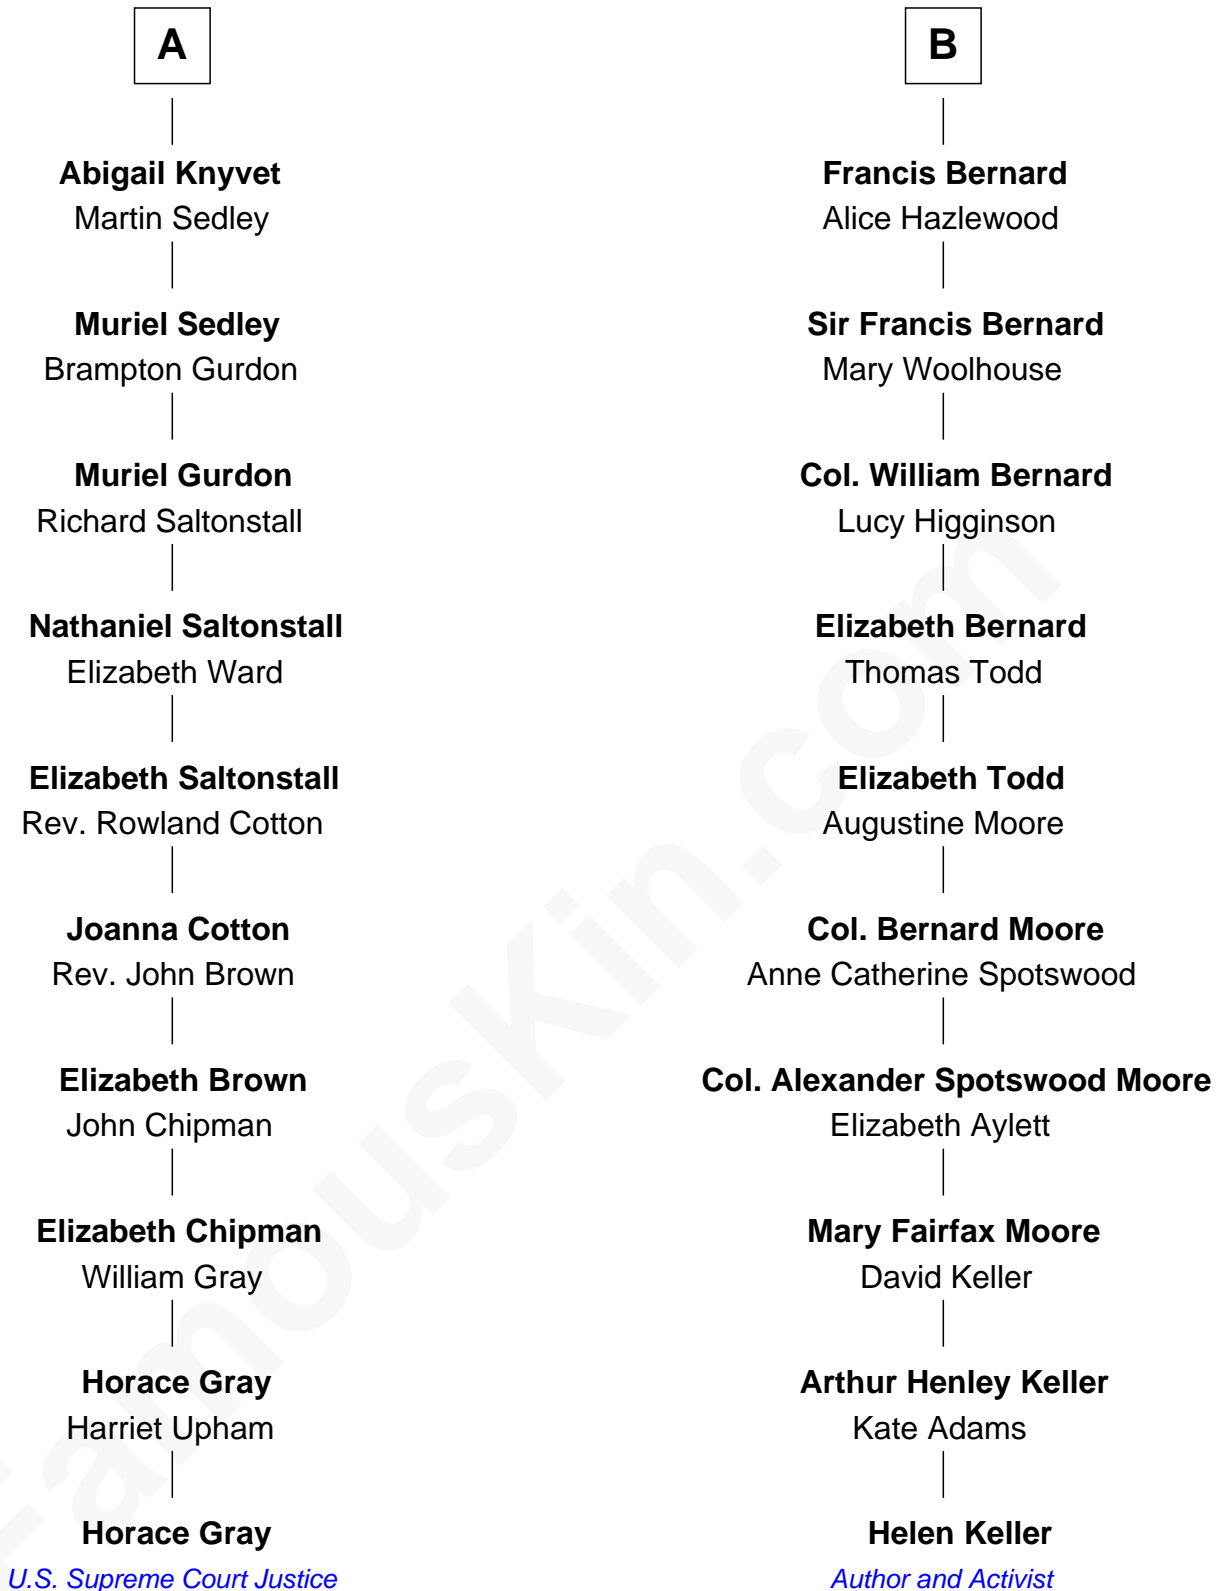 A
Abigail Knyvet
Martin Sedley
Muriel Sedley
Brampton Gurdon
Muriel Gurdon
Richard Saltonstall
Nathaniel Saltonstall
Elizabeth Ward
Elizabeth Saltonstall
Rev. Rowland Cotton
Joanna Cotton
Rev. John Brown
Elizabeth Brown
John Chipman
Elizabeth Chipman
William Gray
Horace Gray
Harriet Upham
Horace Gray
U.S. Supreme Court Justice
B
Francis Bernard
Alice Hazlewood
Sir Francis Bernard
Mary Woolhouse
Col. William Bernard
Lucy Higginson
Elizabeth Bernard
Thomas Todd
Elizabeth Todd
Augustine Moore
Col. Bernard Moore
Anne Catherine Spotswood
Col. Alexander Spotswood Moore
Elizabeth Aylett
Mary Fairfax Moore
David Keller
Arthur Henley Keller
Kate Adams
Helen Keller
Author and Activist
FamousKin.com